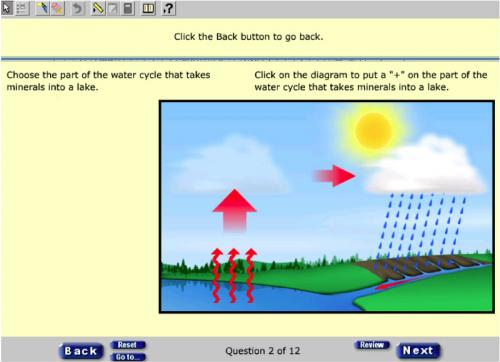 Click the Back button to go back.
Choose the part of the water cycle that takes
minerals into a lake.
Click on the diagram to put a "+" on the part of the
water cycle that takes minerals into a lake.
Back
Reset
Go to...
Question 2 of 12
Review
Next